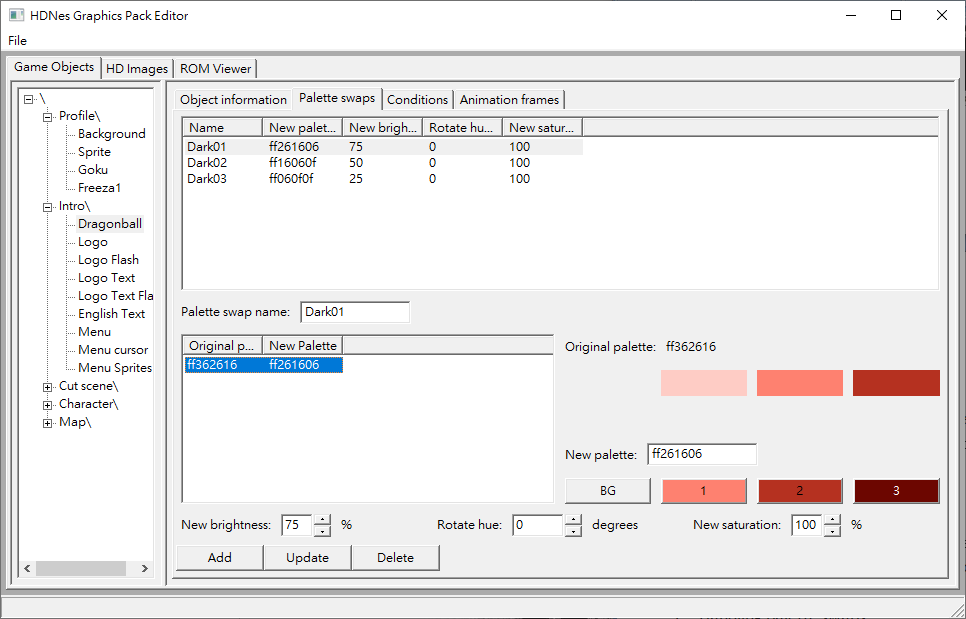 HDNes Graphics Pack Editor
File
Game Objects HD Images ROM Viewer
\
Profile\
Background
Sprite
Goku
Freeza1
Intro\
Dragonball
Logo
Logo Flash
Logo Text
Logo Text Fla
English Text
Menu
Menu cursor
Menu Sprites
Cut scene\
Character\
Map\
Object information Palette swaps Conditions Animation frames
Name New palet... New brigh... Rotate hu... New satur...
Dark01 ff261606 75 0 100
Dark02 ff16060f 50 0 100
Dark03 ff060f0f 25 0 100
Palette swap name: Dark01
Original p... New Palette
ff362616 ff261606
Original palette: ff362616
New palette: ff261606
BG 1 2 3
New brightness: 75 % Rotate hue: 0 degrees New saturation: 100 %
Add Update Delete